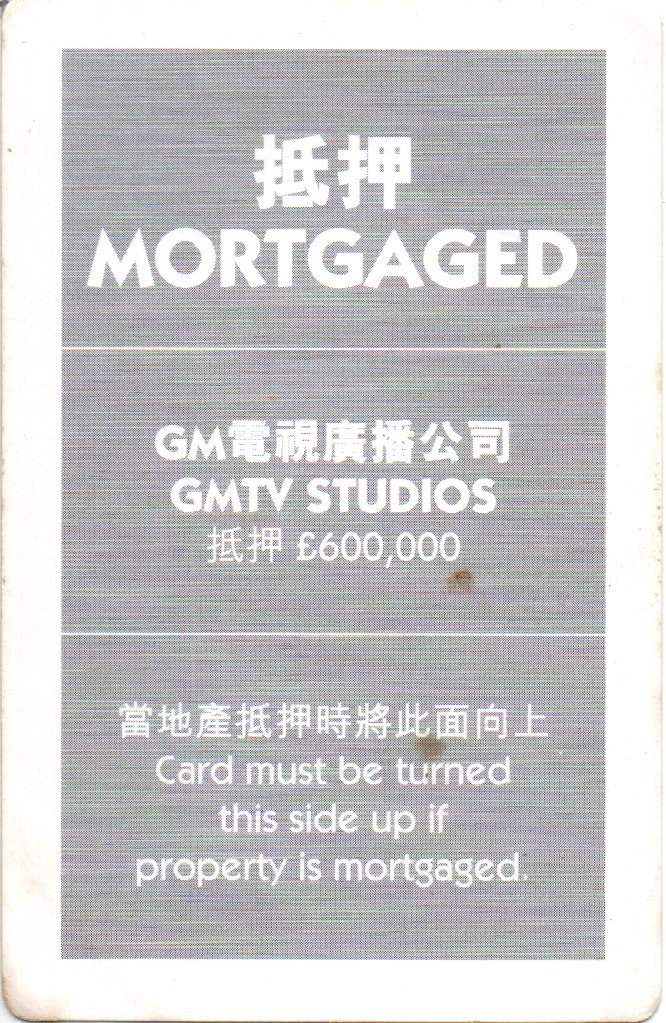 抵押
MORTGAGED
GM電視廣播公司
GMTV STUDIOS
抵押 £600,000
當地產抵押時將此面向上
Card must be turned
this side up if
property is mortgaged.